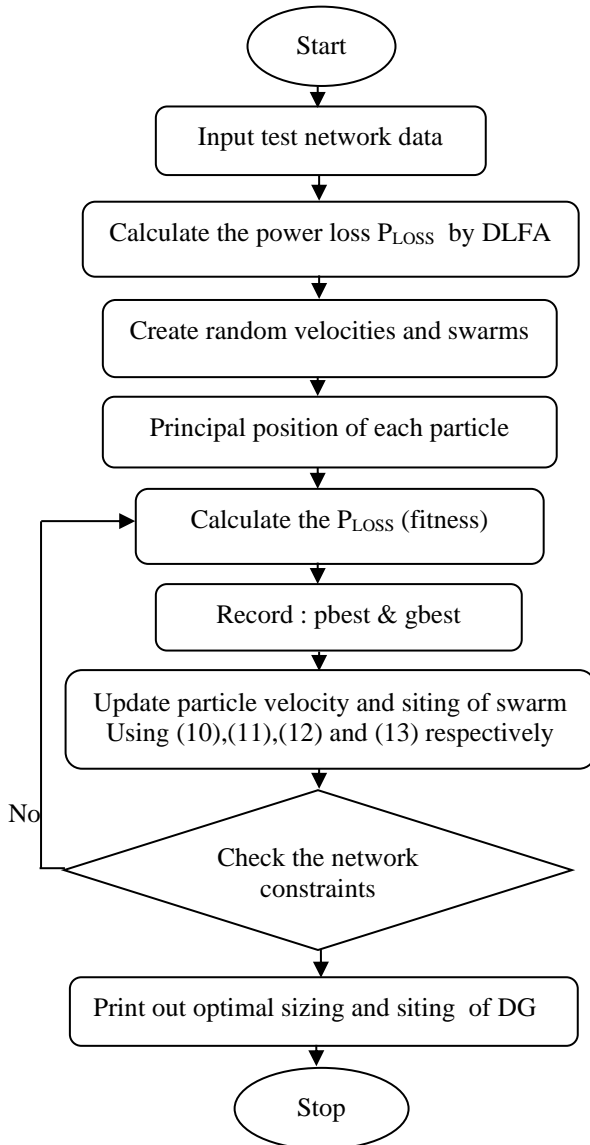 Start
Input test network data
Calculate the power loss PLOSS by DLFA
Create random velocities and swarms
Principal position of each particle
Calculate the PLOSS (fitness)
Record : pbest & gbest
Update particle velocity and siting of swarm
Using (10),(11),(12) and (13) respectively
No
Check the network
constraints
Print out optimal sizing and siting of DG
Stop